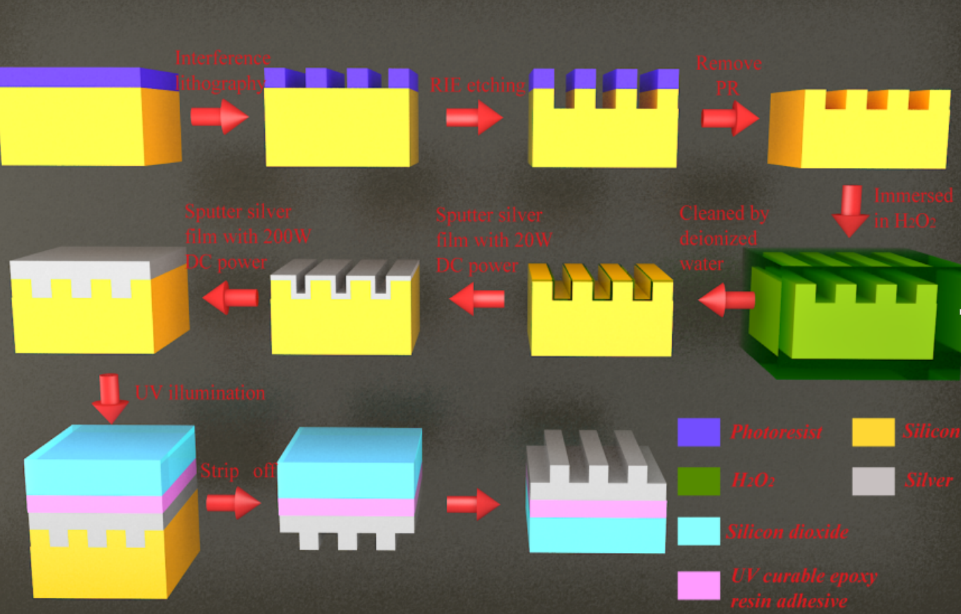 Interference
lithography
RIE etching
Remove
PR
Immersed
in H₂O₂
Cleaned by
deionized
water
Sputter silver
film with 20W
DC power
Sputter silver
film with 200W
DC power
UV illumination
Strip off
Photoresist
Silicon
H₂O₂
Silver
Silicon dioxide
UV curable epoxy
resin adhesive